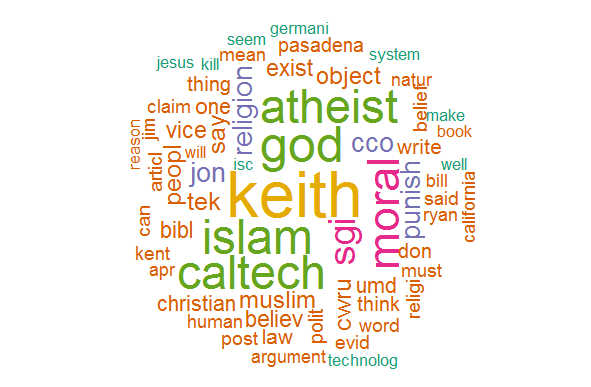 germani
seem
pasadena
mean
system
jesus
kill
exist
object
natur
thing
religion
atheist
belief
claim
one
make
jim
say
god
cco
book
reason
vice
write
will
isc
well
articl
peopl
jon
keith
moral
punish
bill
california
tek
said
can
bibl
islam
sgi
ryan
don
kent
caltech
must
apr
religi
christian
muslim
cwru
umd
think
human
believ
polit
word
post
law
evid
argument
technolog